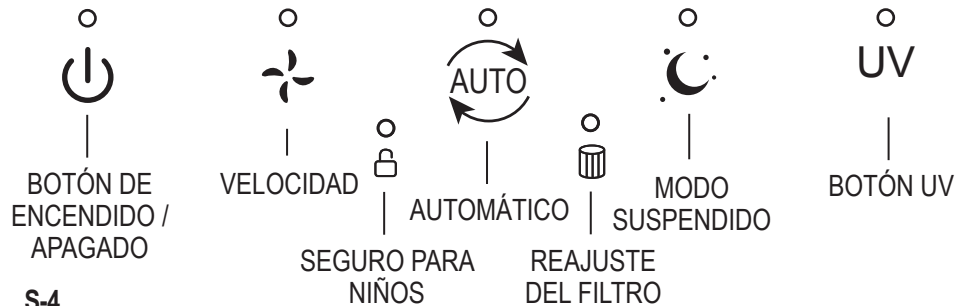 UV
AUTO
BOTÓN DE
ENCENDIDO /
APAGADO
VELOCIDAD
SEGURO PARA
NIÑOS
AUTOMÁTICO
REAJUSTE
DEL FILTRO
MODO
SUSPENDIDO
BOTÓN UV
S-4